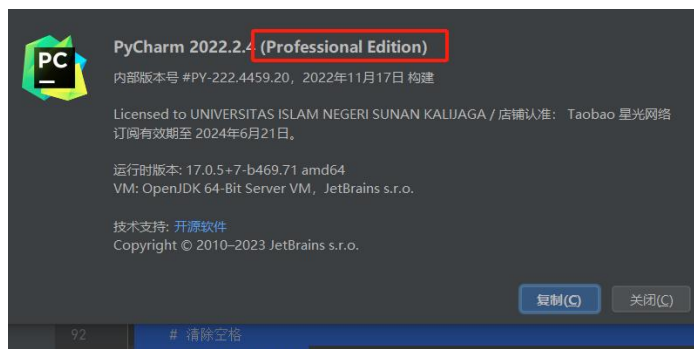 PC
PyCharm 2022.2.4 (Professional Edition)
内部版本号 #PY-222.4459.20，2022年11月17日 构建
Licensed to UNIVERSITAS ISLAM NEGERI SUNAN KALIJAGA / 店铺认准： Taobao 星光网络
订阅有效期至 2024年6月21日。
运行时版本: 17.0.5+7-b469.71 amd64
VM: OpenJDK 64-Bit Server VM，JetBrains s.r.o.
技术支持: 开源软件
Copyright © 2010–2023 JetBrains s.r.o.
复制(C) 关闭(C)
92 # 清除空格